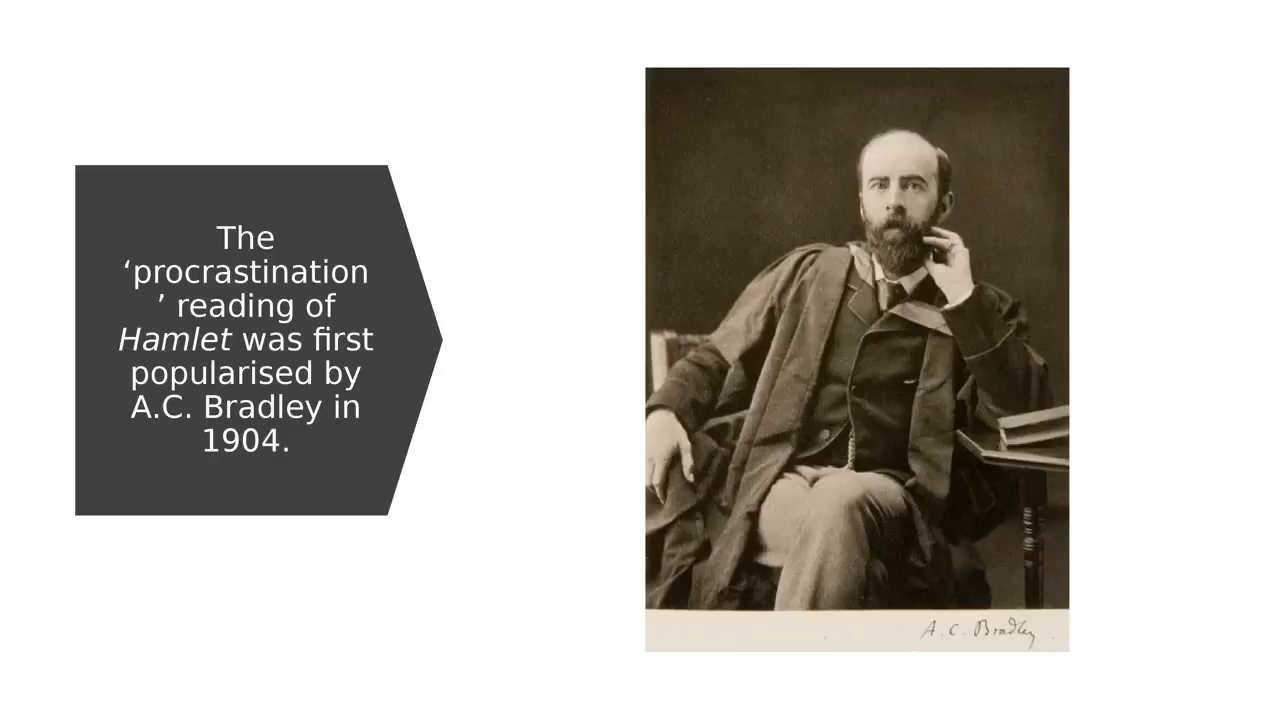 The
‘procrastination
’ reading of
Hamlet was first
popularised by
A.C. Bradley in
1904.
A. C. Bradley